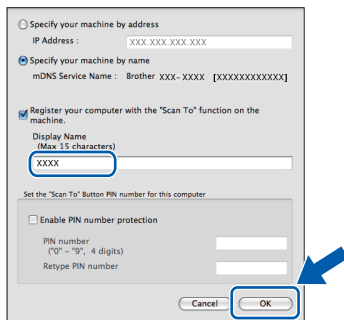 Specify your machine by address
IP Address : XXX.XXX.XXX.XXX
Specify your machine by name
mDNS Service Name : Brother XXX-XXXX [XXXXXXXXXXXX]
Register your computer with the "Scan To" function on the
machine.
Display Name
(Max 15 characters)
XXXX
Set the "Scan To" Button PIN number for this computer
Enable PIN number protection
PIN number
("0" - "9", 4 digits)
Retype PIN number
Cancel OK